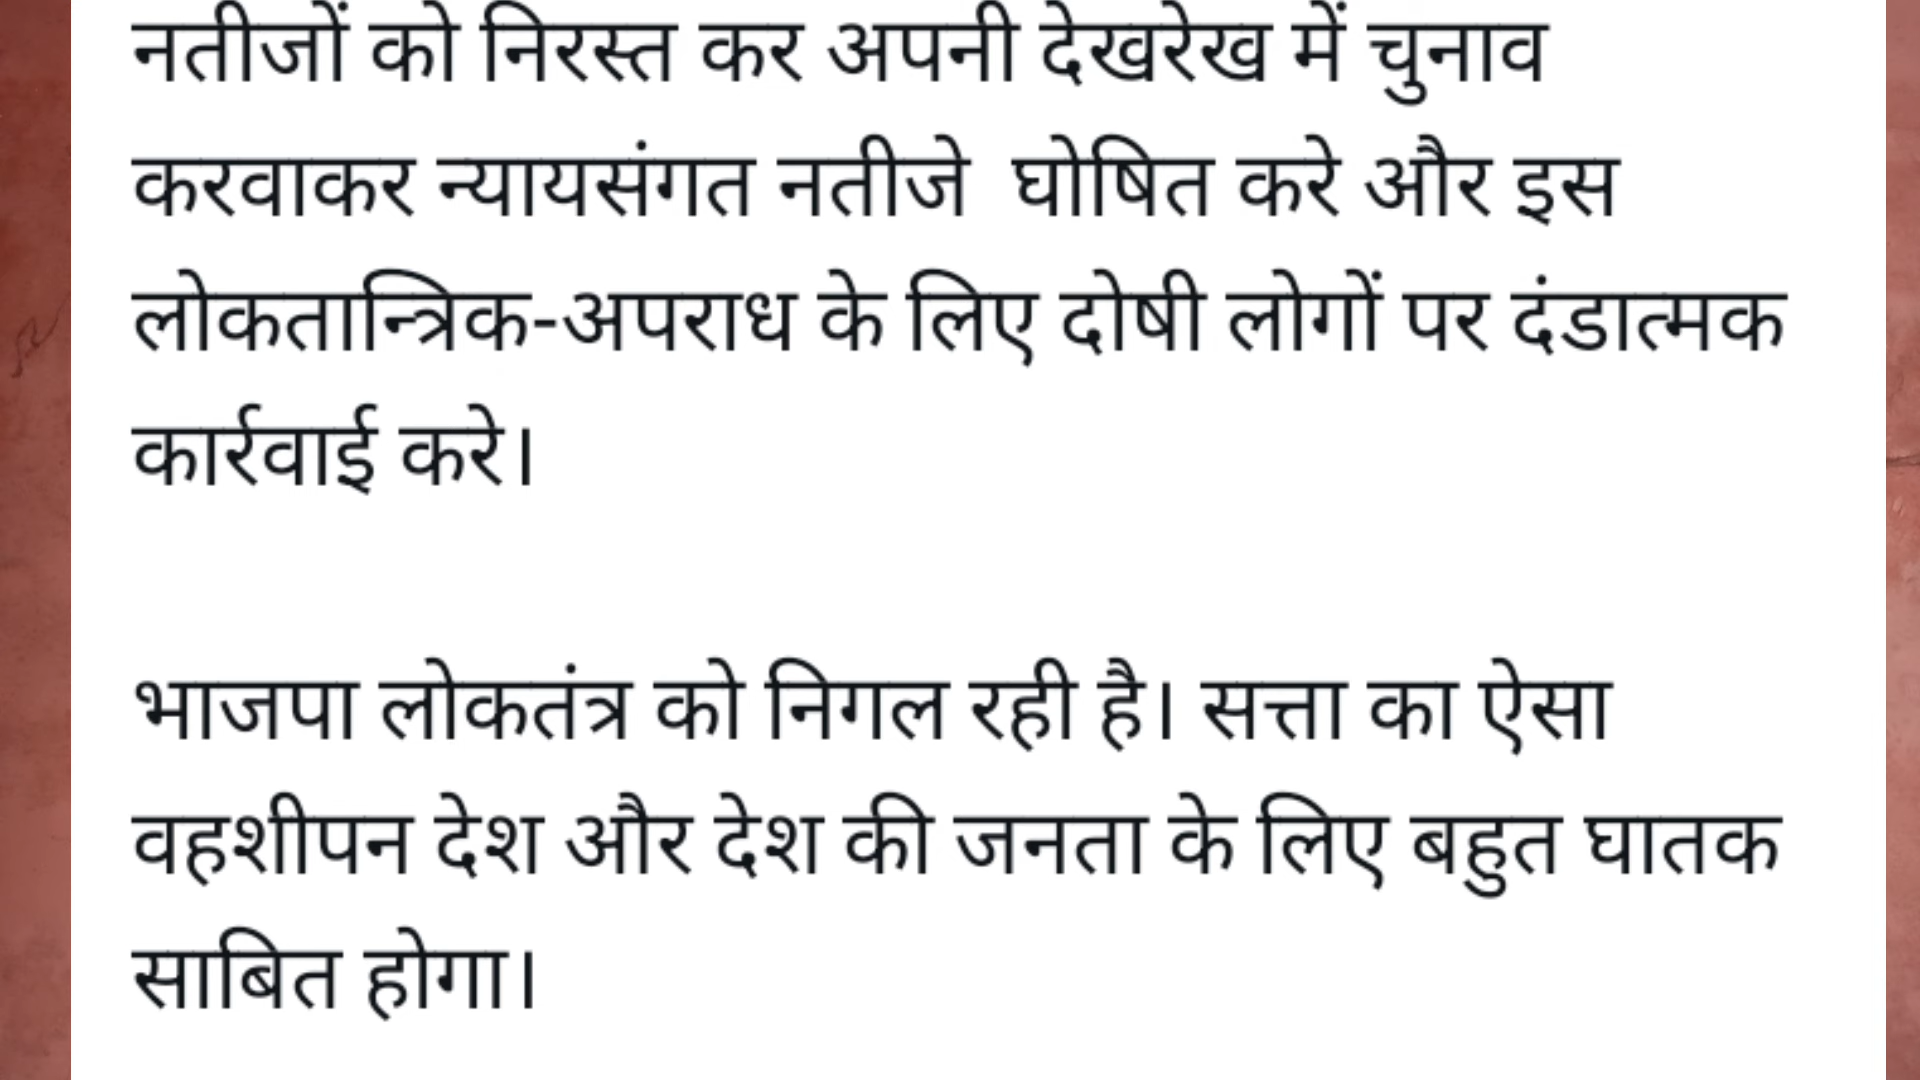 नतीजों को निरस्त कर अपनी देखरेख में चुनाव
करवाकर न्यायसंगत नतीजे  घोषित करे और इस
लोकतान्त्रिक-अपराध के लिए दोषी लोगों पर दंडात्मक
कार्रवाई करे।
भाजपा लोकतंत्र को निगल रही है। सत्ता का ऐसा
वहशीपन देश और देश की जनता के लिए बहुत घातक
साबित होगा।